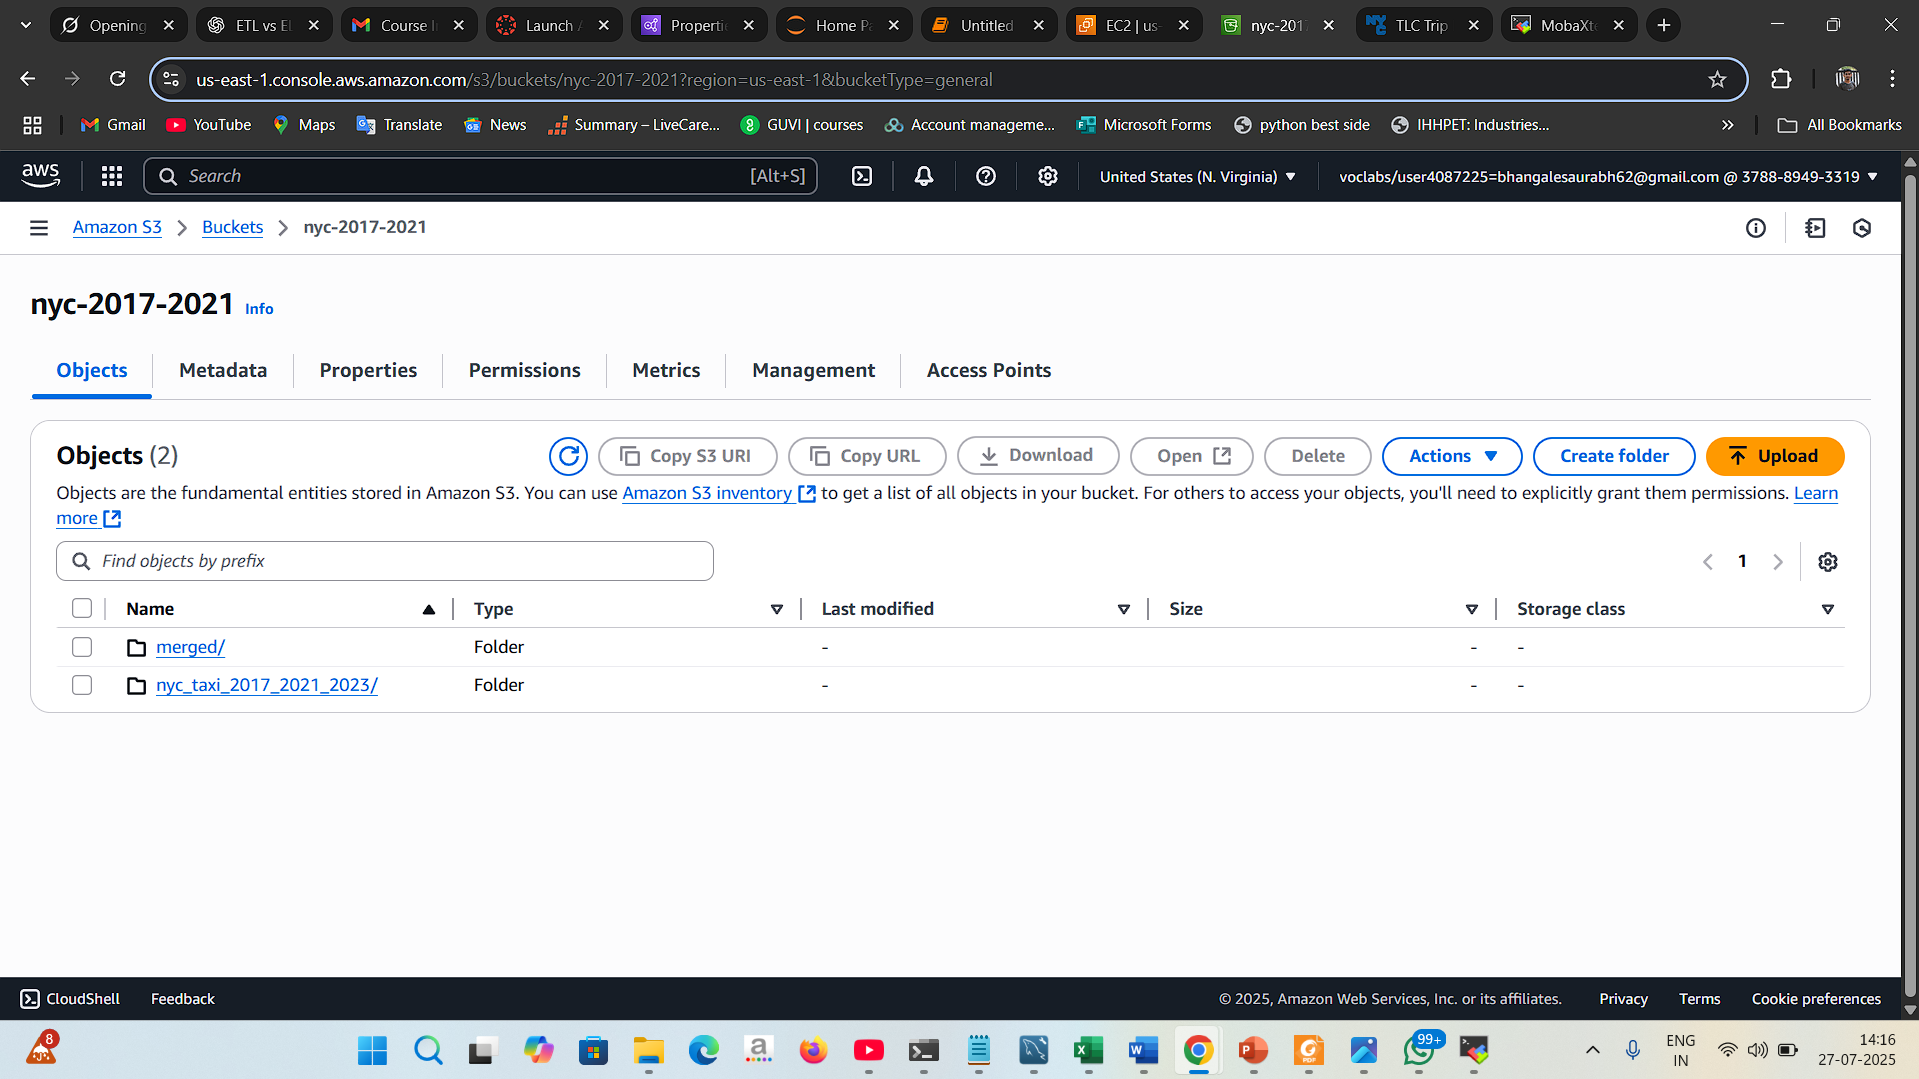 Opening
ETL vs EL
Course I
Launch A
Properti
Home Pa
Untitled
EC2 | us-
nyc-2017
TLC Trip
MobaXte
us-east-1.console.aws.amazon.com/s3/buckets/nyc-2017-2021?region=us-east-1&bucketType=general
Gmail
YouTube
Maps
Translate
News
Summary – LiveCare...
GUVI | courses
Account manageme...
Microsoft Forms
python best side
IHHPET: Industries...
All Bookmarks
aws
Search
[Alt+S]
United States (N. Virginia)
voclabs/user4087225=bhangalesaurabh62@gmail.com @ 3788-8949-3319
Amazon S3
Buckets
nyc-2017-2021
nyc-2017-2021 Info
Objects
Metadata
Properties
Permissions
Metrics
Management
Access Points
Objects (2)
Copy S3 URI
Copy URL
Download
Open
Delete
Actions
Create folder
Upload
Objects are the fundamental entities stored in Amazon S3. You can use Amazon S3 inventory to get a list of all objects in your bucket. For others to access your objects, you'll need to explicitly grant them permissions. Learn
more
Find objects by prefix
1
Name
Type
Last modified
Size
Storage class
merged/ Folder - - -
nyc_taxi_2017_2021_2023/ Folder - - -
CloudShell
Feedback
© 2025, Amazon Web Services, Inc. or its affiliates.
Privacy
Terms
Cookie preferences
8
99+
ENG
IN
14:16
27-07-2025